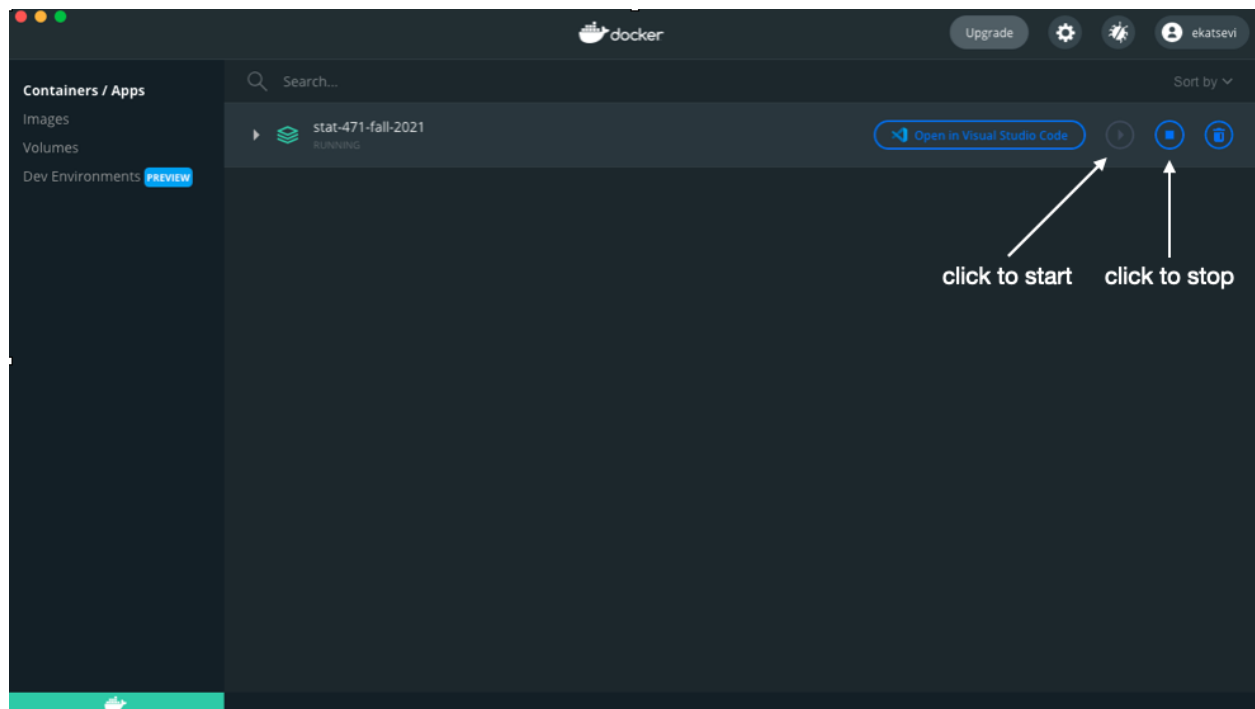 docker
Upgrade
ekatsevi
Containers / Apps
Images
Volumes
Dev Environments PREVIEW
Search...
Sort by
stat-471-fall-2021
RUNNING
Open in Visual Studio Code
click to start
click to stop